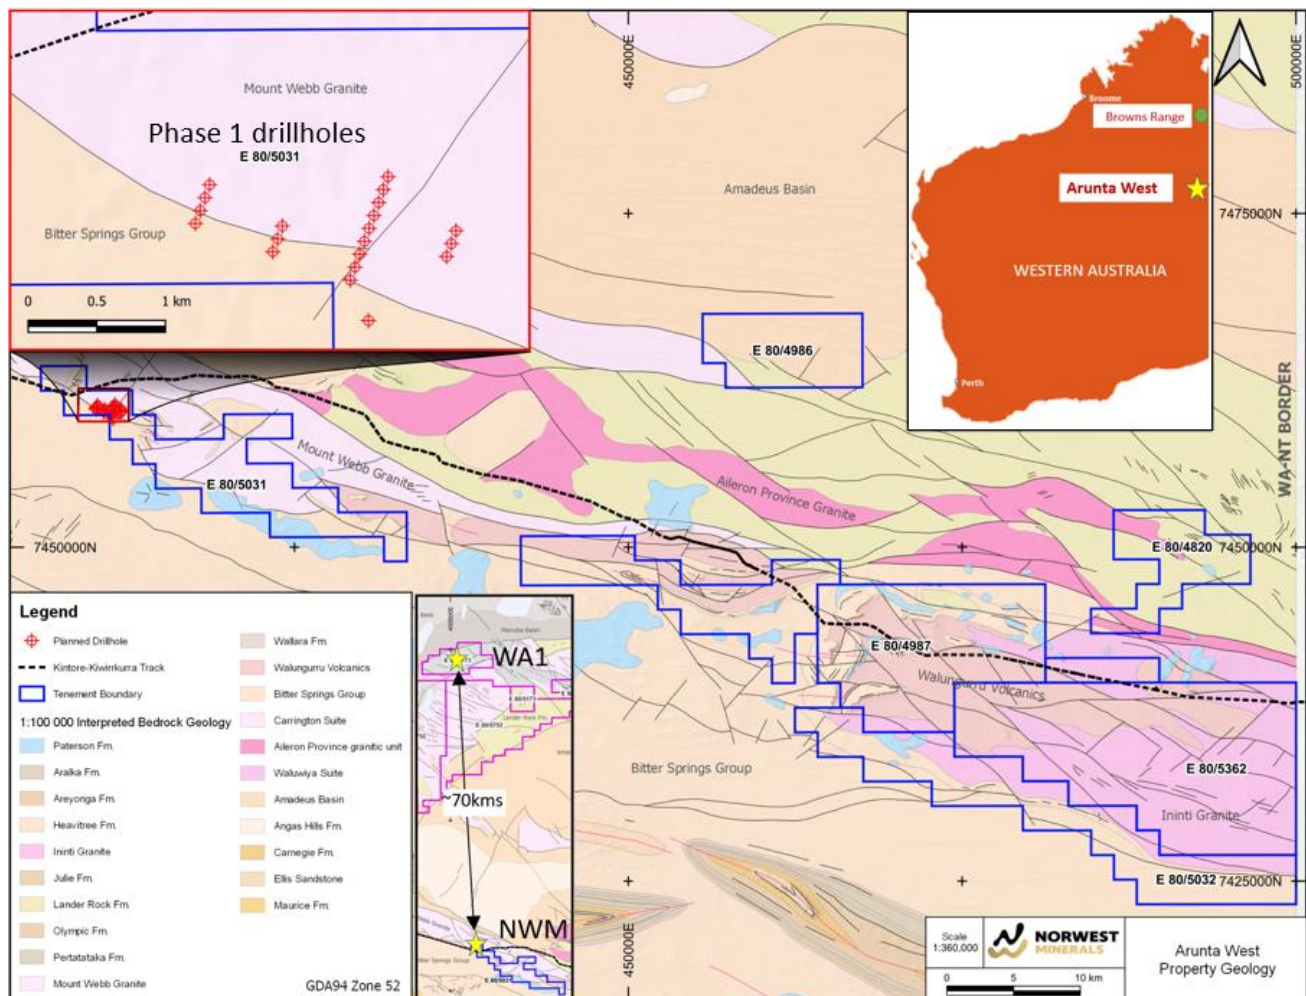 Mount Webb Granite
Phase 1 drillholes
E 80/5031
Bitter Springs Group
0 0.5 1 km
450000E
500000E
Amadeus Basin
Broome
Browns Range
Arunta West
WESTERN AUSTRALIA
Perth
7475000N
E 80/4986
WA-NT BORDER
Mount Webb Granite
E 80/5031
Aileron Province Granite
7450000N
E 80/4820
7450000N
E 80/4987
Walungurru Volcanics
Bitter Springs Group
E 80/5362
Ininti Granite
E 80/5032
7425000N
450000E
Legend
Planned Drillhole
Kintore-Kiwirrkurra Track
Tenement Boundary
1:100 000 Interpreted Bedrock Geology
Paterson Fm.
Aralka Fm.
Areyonga Fm.
Heavitree Fm.
Ininti Granite
Julie Fm.
Lander Rock Fm.
Olympic Fm.
Pertatataka Fm.
Mount Webb Granite
Wallara Fm.
Walungurru Volcanics
Bitter Springs Group
Carrington Suite
Aileron Province granitic unit
Waluwiya Suite
Amadeus Basin
Angas Hills Fm.
Carnegie Fm.
Ellis Sandstone
Maurice Fm.
GDA94 Zone 52
WA1
Lander Rock Fm.
~70kms
NWM
Bitter Springs Group
Scale
1:360,000
NORWEST
MINERALS
0 5 10 km
Arunta West
Property Geology